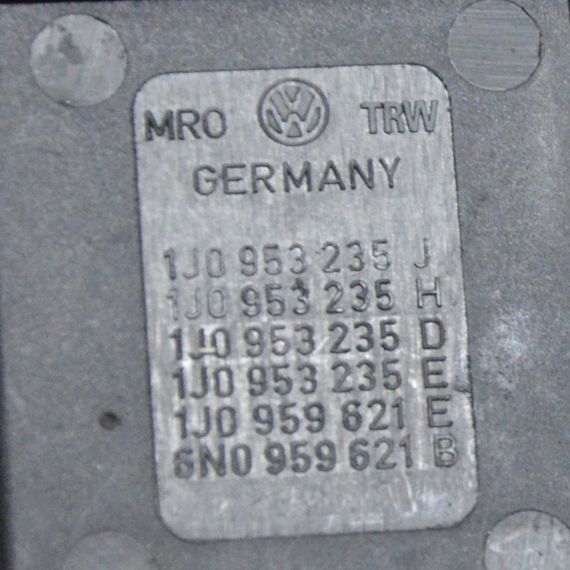 MRO VW TRW
GERMANY
1J0 953 235 J
1J0 953 235 H
1J0 953 235 D
1J0 953 235 E
1J0 959 621 E
6N0 959 621 B